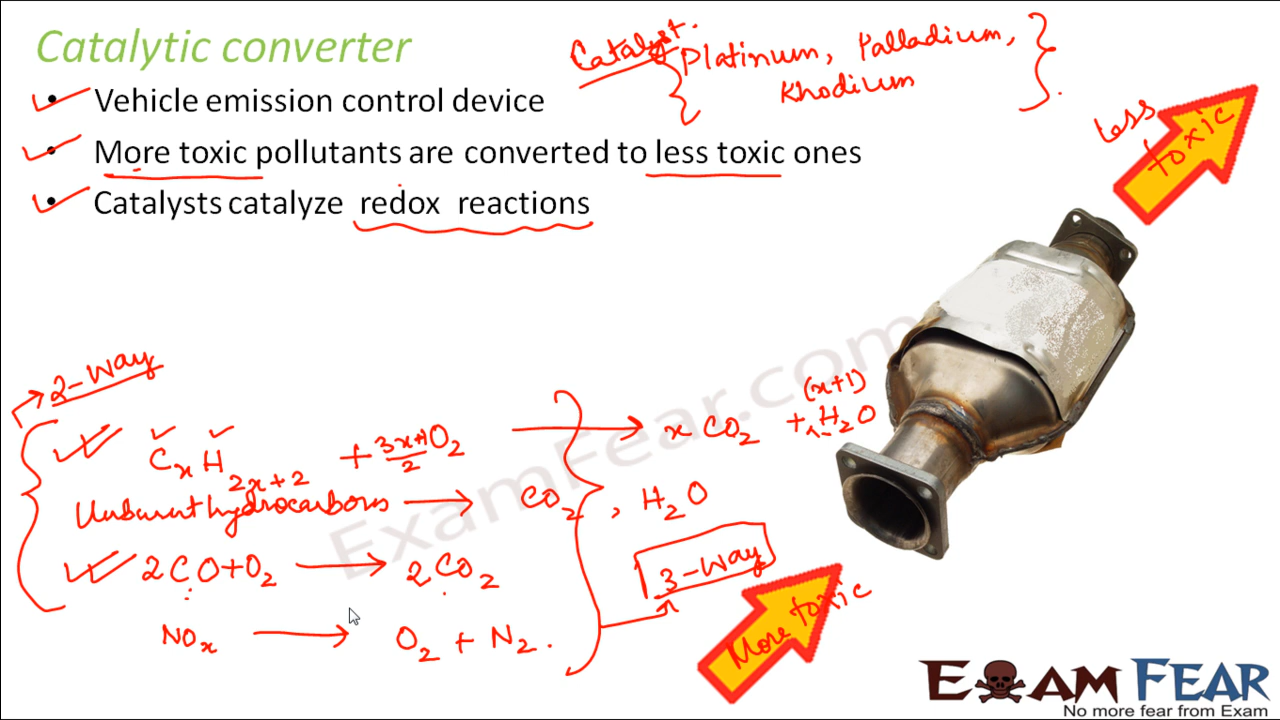 Catalytic converter
Catalyst. { Platinum, Palladium, Rhodium } .
• Vehicle emission control device
• More toxic pollutants are converted to less toxic ones
• Catalysts catalyze redox reactions
Less toxic
2-way
CxH2x+2 + 3x+1/2 O2 → x CO2 + (x+1) H2O
Unburnt hydrocarbons → CO2, H2O
2CO+O2 → 2CO2
3-way
NOx → O2 + N2.
More toxic
ExamFear.com
EXAM FEAR
No more fear from Exam